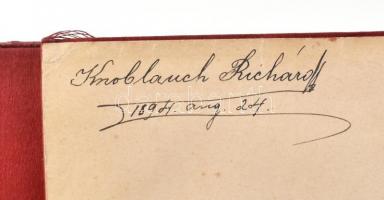 Knoblauch Richárd
1894. aug. 24.